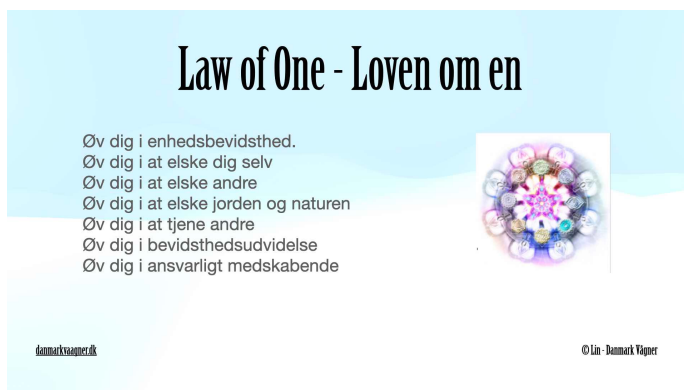 Law of One - Loven om en
Øv dig i enhedsbevidsthed.
Øv dig i at elske dig selv
Øv dig i at elske andre
Øv dig i at elske jorden og naturen
Øv dig i at tjene andre
Øv dig i bevidsthedsudvidelse
Øv dig i ansvarligt medskabende
danmarkvaagner.dk
© Lin - Danmark Vågner